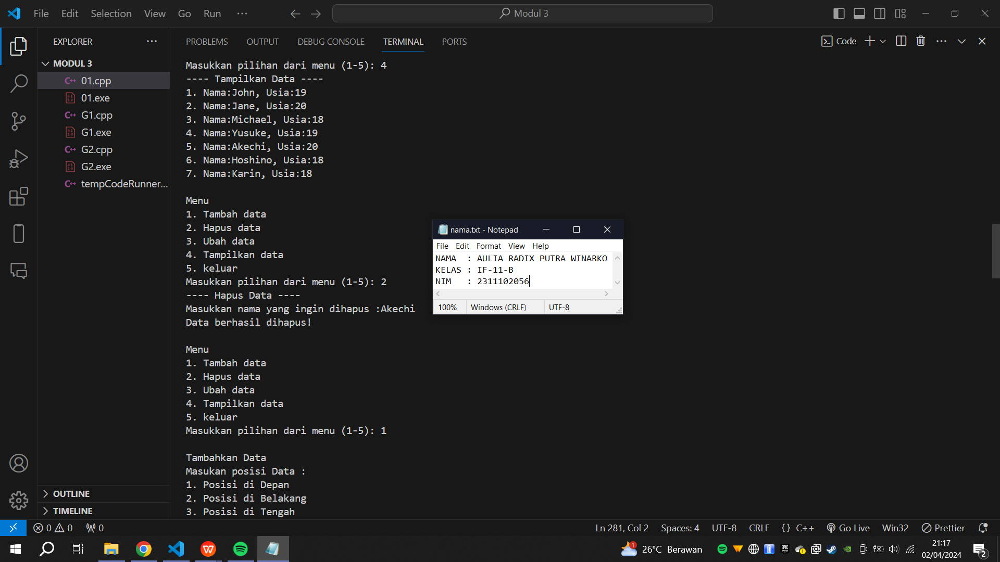 File Edit Selection View Go Run ···
Modul 3
EXPLORER ···
PROBLEMS OUTPUT DEBUG CONSOLE TERMINAL PORTS
Code
MODUL 3
C++ 01.cpp
01.exe
C++ G1.cpp
G1.exe
C++ G2.cpp
G2.exe
C++ tempCodeRunner...
Masukkan pilihan dari menu (1-5): 4
---- Tampilkan Data ----
1. Nama:John, Usia:19
2. Nama:Jane, Usia:20
3. Nama:Michael, Usia:18
4. Nama:Yusuke, Usia:19
5. Nama:Akechi, Usia:20
6. Nama:Hoshino, Usia:18
7. Nama:Karin, Usia:18
Menu
1. Tambah data
2. Hapus data
3. Ubah data
4. Tampilkan data
5. keluar
Masukkan pilihan dari menu (1-5): 2
---- Hapus Data ----
Masukkan nama yang ingin dihapus :Akechi
Data berhasil dihapus!
Menu
1. Tambah data
2. Hapus data
3. Ubah data
4. Tampilkan data
5. keluar
Masukkan pilihan dari menu (1-5): 1
Tambahkan Data
Masukan posisi Data :
1. Posisi di Depan
2. Posisi di Belakang
3. Posisi di Tengah
nama.txt - Notepad
File Edit Format View Help
NAMA : AULIA RADIX PUTRA WINARKO
KELAS : IF-11-B
NIM : 2311102056
100% Windows (CRLF) UTF-8
OUTLINE
TIMELINE
0 0 0
Ln 281, Col 2 Spaces: 4 UTF-8 CRLF {} C++ Go Live Win32 Prettier
1 26°C Berawan
21:17
02/04/2024
2